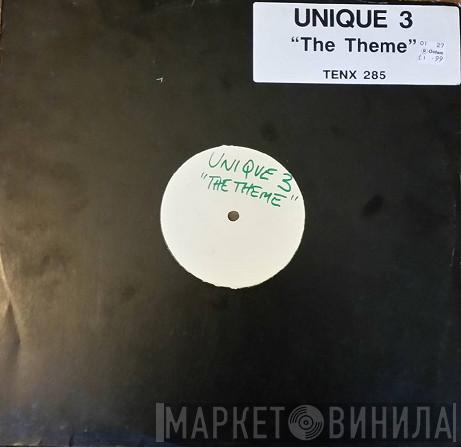 UNIQUE 3
"The Theme"
TENX 285
UNIQUE 3
"THE THEME"
МАРКЕТ ВИНИЛА